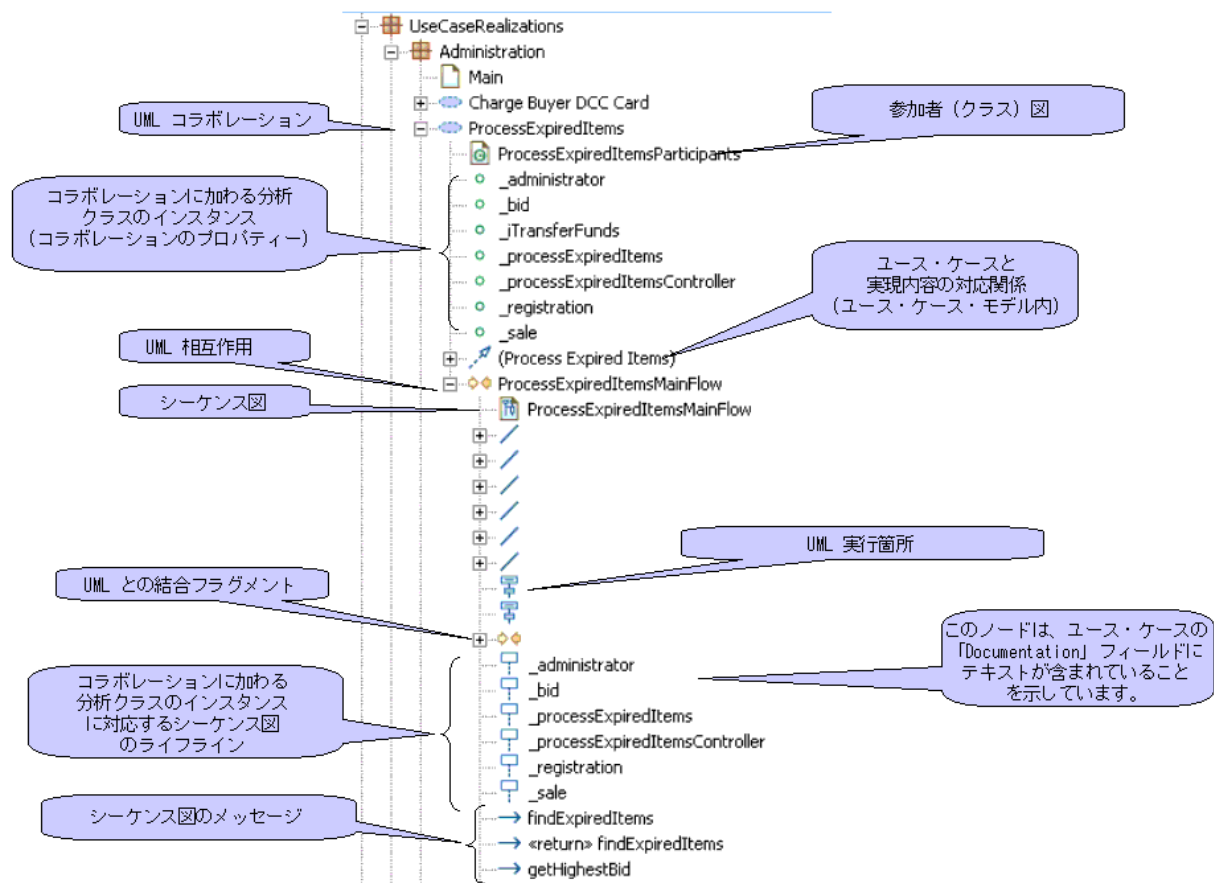 UseCaseRealizations
Administration
Main
Charge Buyer DCC Card
UML コラボレーション
ProcessExpiredItems
参加者（クラス）図
ProcessExpiredItemsParticipants
コラボレーションに加わる分析
クラスのインスタンス
（コラボレーションのプロパティー）
_administrator
_bid
_iTransferFunds
_processExpiredItems
_processExpiredItemsController
_registration
_sale
ユース・ケースと
実現内容の対応関係
（ユース・ケース・モデル内）
UML 相互作用
(Process Expired Items)
ProcessExpiredItemsMainFlow
シーケンス図
ProcessExpiredItemsMainFlow
UML 実行箇所
UML との結合フラグメント
このノードは、ユース・ケースの
「Documentation」フィールドに
テキストが含まれていること
を示しています。
コラボレーションに加わる
分析クラスのインスタンス
に対応するシーケンス図
のライフライン
_administrator
_bid
_processExpiredItems
_processExpiredItemsController
_registration
_sale
シーケンス図のメッセージ
findExpiredItems
«return» findExpiredItems
getHighestBid